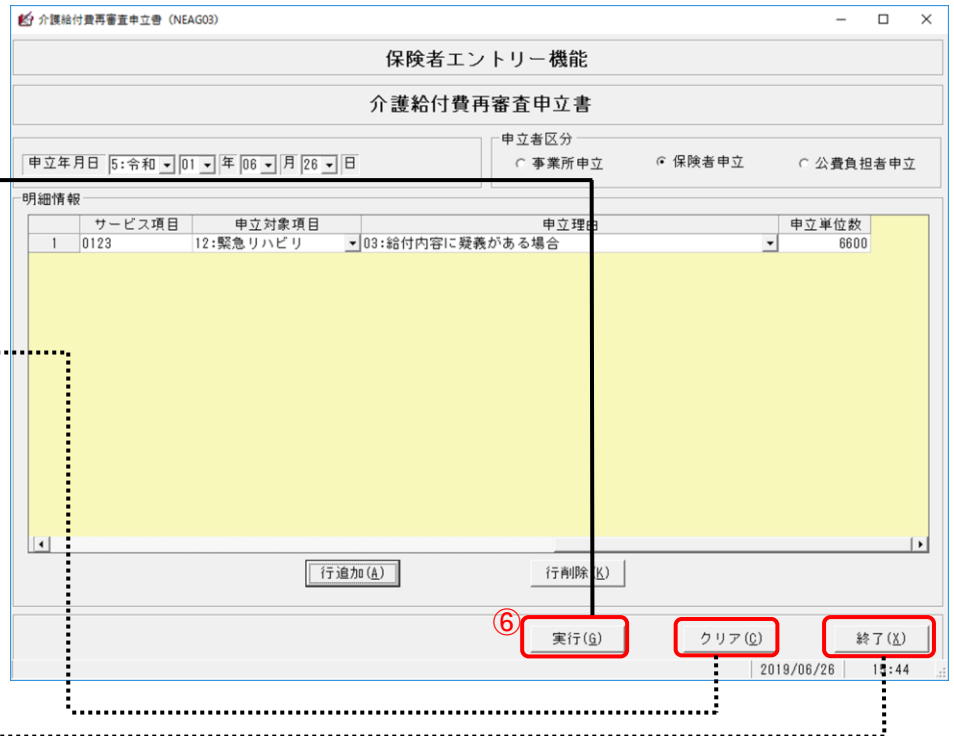 介護給付費再審査申立書 (NEAG03)
保険者エントリー機能
介護給付費再審査申立書
申立者区分
申立年月日 5:令和 01 年 06 月 26 日
事業所申立 保険者申立 公費負担者申立
明細情報
サービス項目 申立対象項目 申立理由 申立単位数
1 0123 12:緊急リハビリ 03:給付内容に疑義がある場合 6600
行追加(A) 行削除(K)
⑥ 実行(G) クリア(C) 終了(X)
2019/06/26